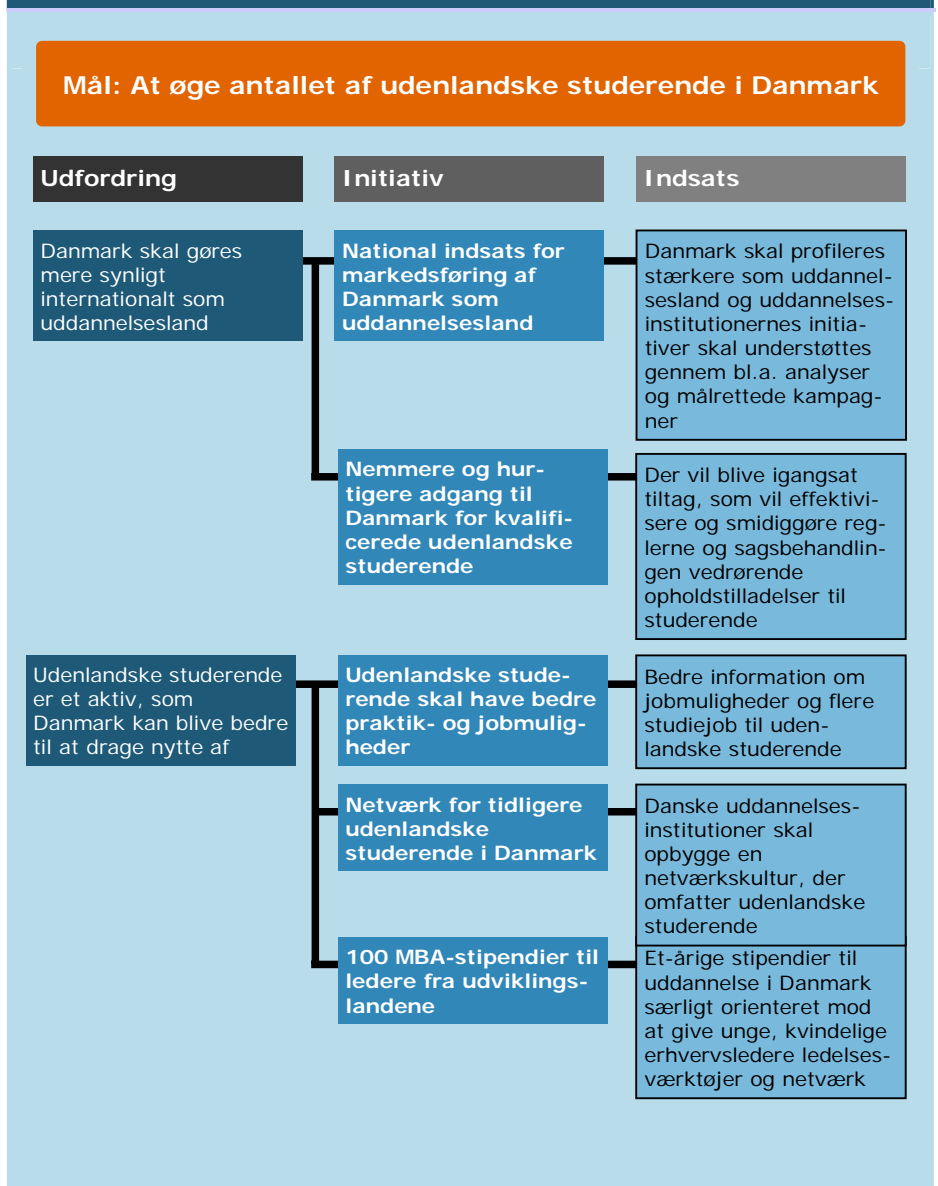 Mål: At øge antallet af udenlandske studerende i Danmark
Udfordring
Initiativ
Indsats
Danmark skal gøres
mere synligt
internationalt som
uddannelsesland
National indsats for
markedsføring af
Danmark som
uddannelsesland
Danmark skal profileres
stærkere som uddannel-
sesland og uddannelses-
institutionernes initia-
tiver skal understøttes
gennem bl.a. analyser
og målrettede kampag-
ner
Nemmere og hur-
tigere adgang til
Danmark for kvalifi-
cerede udenlandske
studerende
Der vil blive igangsat
tiltag, som vil effektivi-
sere og smidiggøre reg-
lerne og sagsbehandlin-
gen vedrørende
opholdstilladelser til
studerende
Udenlandske studerende
er et aktiv, som
Danmark kan blive bedre
til at drage nytte af
Udenlandske stude-
rende skal have bedre
praktik- og jobmulig-
heder
Bedre information om
jobmuligheder og flere
studiejob til uden-
landske studerende
Netværk for tidligere
udenlandske
studerende i Danmark
Danske uddannelses-
institutioner skal
opbygge en
netværkskultur, der
omfatter udenlandske
studerende
100 MBA-stipendier til
ledere fra udviklings-
landene
Et-årige stipendier til
uddannelse i Danmark
særligt orienteret mod
at give unge, kvindelige
erhvervsledere ledelses-
værktøjer og netværk